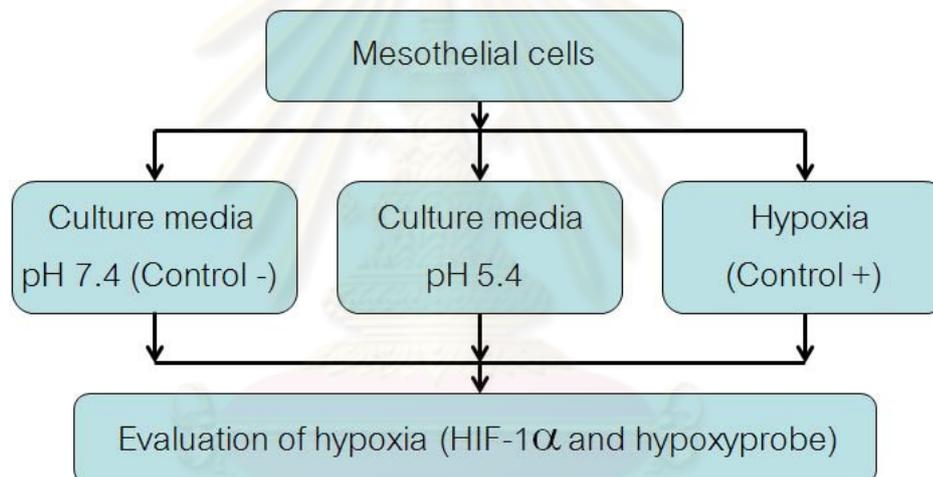 Mesothelial cells
Culture media
pH 7.4 (Control -)
Culture media
pH 5.4
Hypoxia
(Control +)
Evaluation of hypoxia (HIF-1α and hypoxyprobe)